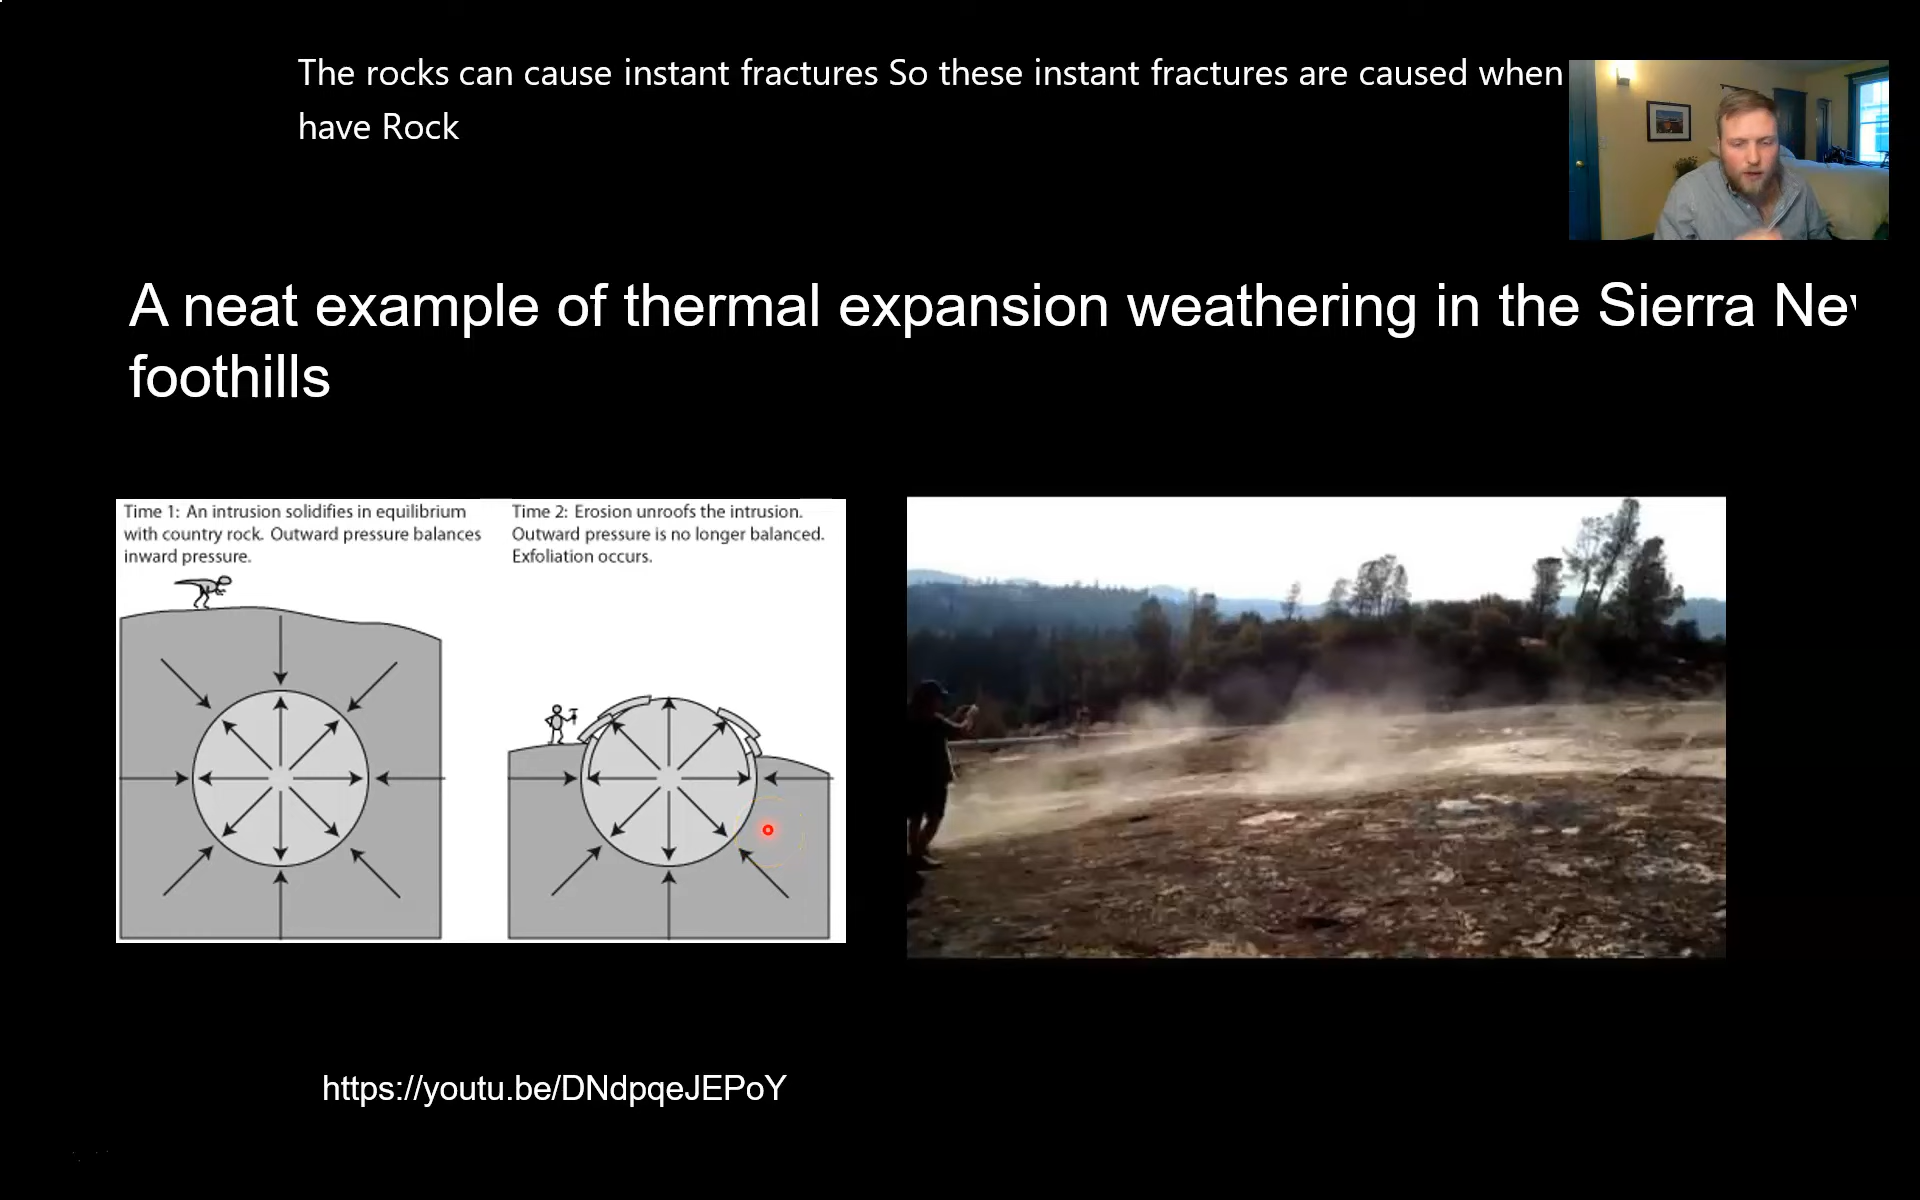 The rocks can cause instant fractures So these instant fractures are caused when
have Rock
A neat example of thermal expansion weathering in the Sierra Nev
foothills
Time 1: An intrusion solidifies in equilibrium
with country rock. Outward pressure balances
inward pressure.
Time 2: Erosion unroofs the intrusion.
Outward pressure is no longer balanced.
Exfoliation occurs.
https://youtu.be/DNdpqeJEPoY